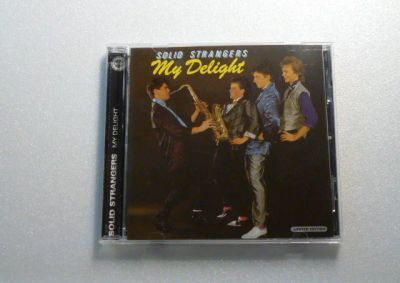 SOLID STRANGERS
My Delight
LIMITED EDITION
SOLID STRANGERS MY DELIGHT